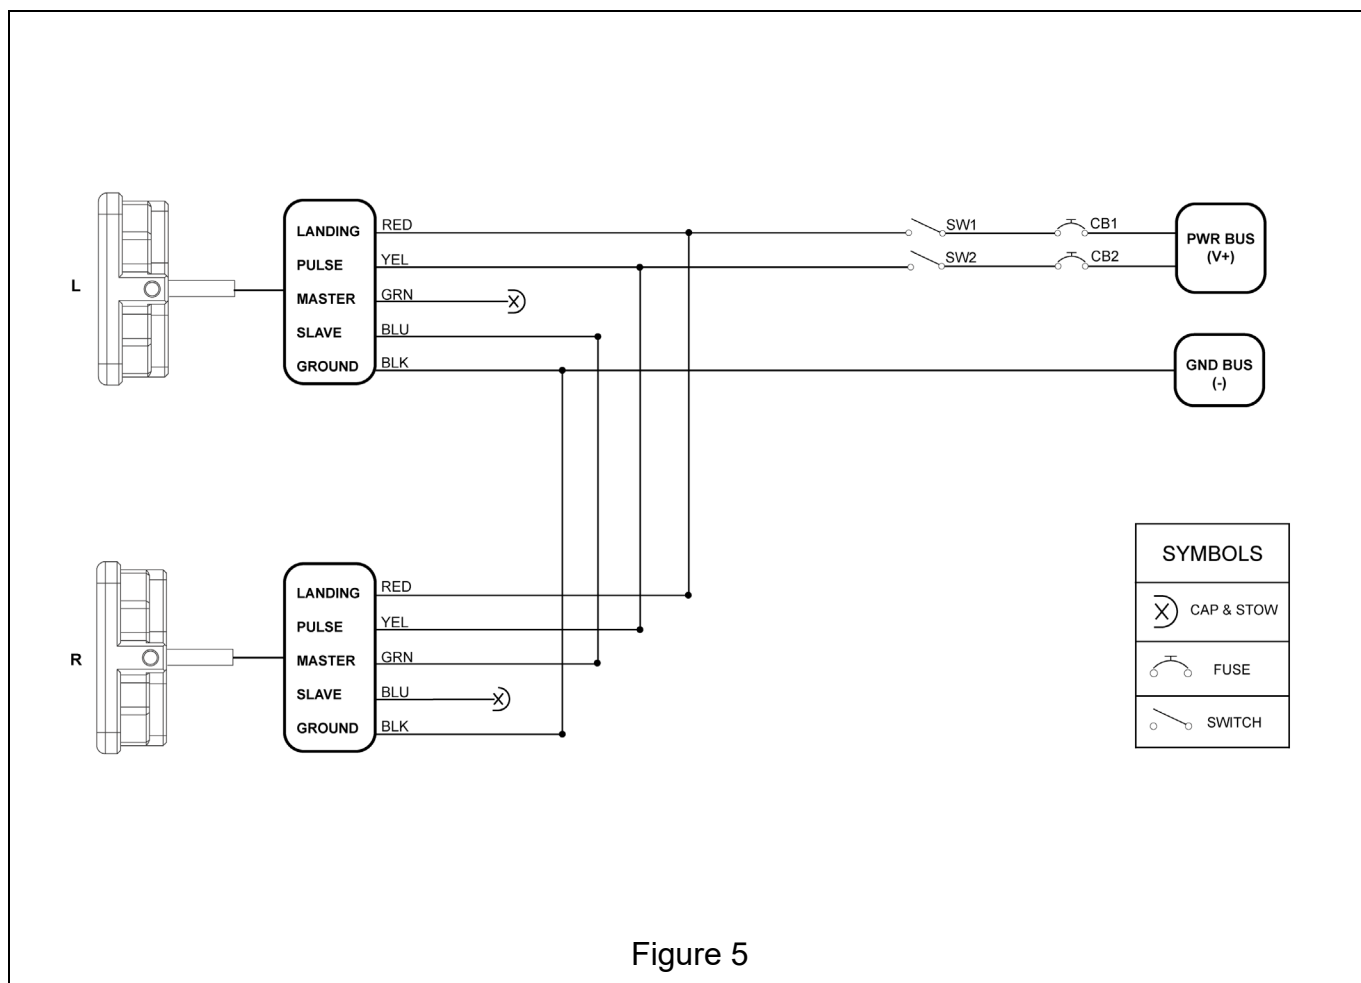 L
LANDING
PULSE
MASTER
SLAVE
GROUND
RED
YEL
GRN
BLU
BLK
SW1
SW2
CB1
CB2
PWR BUS
(V+)
GND BUS
(-)
R
LANDING
PULSE
MASTER
SLAVE
GROUND
RED
YEL
GRN
BLU
BLK
SYMBOLS
CAP & STOW
FUSE
SWITCH
Figure 5